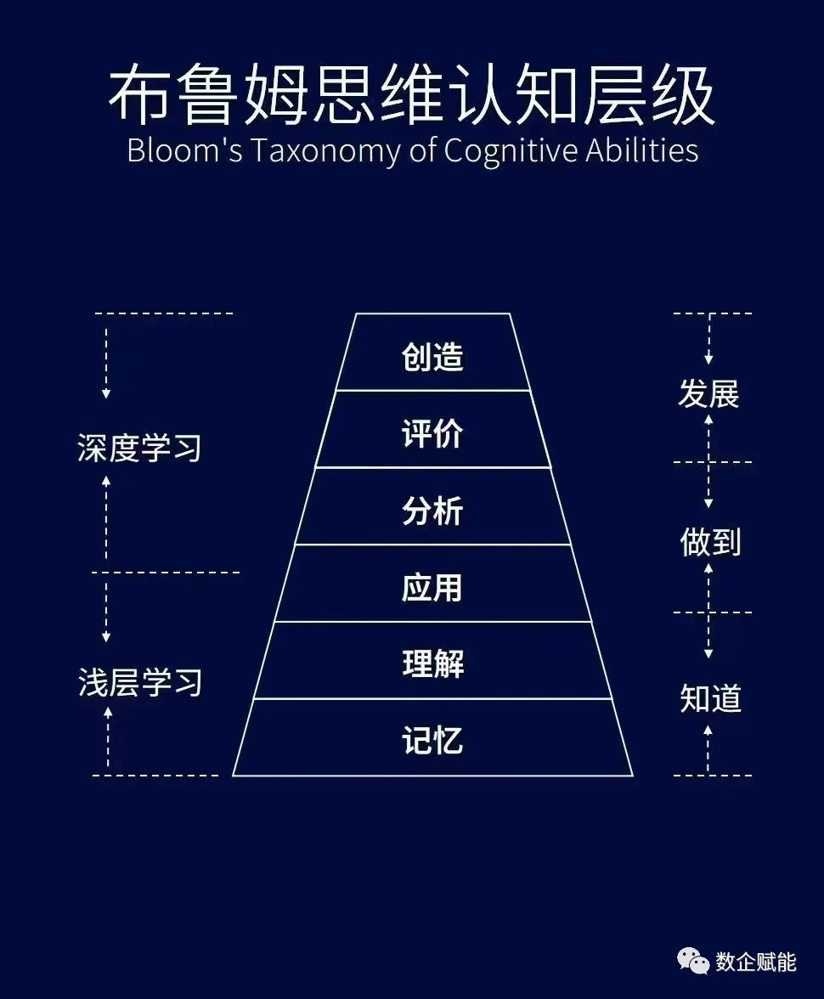 布鲁姆思维认知层级
Bloom's Taxonomy of Cognitive Abilities
创造
评价
分析
应用
理解
记忆
深度学习
浅层学习
发展
做到
知道
数企赋能